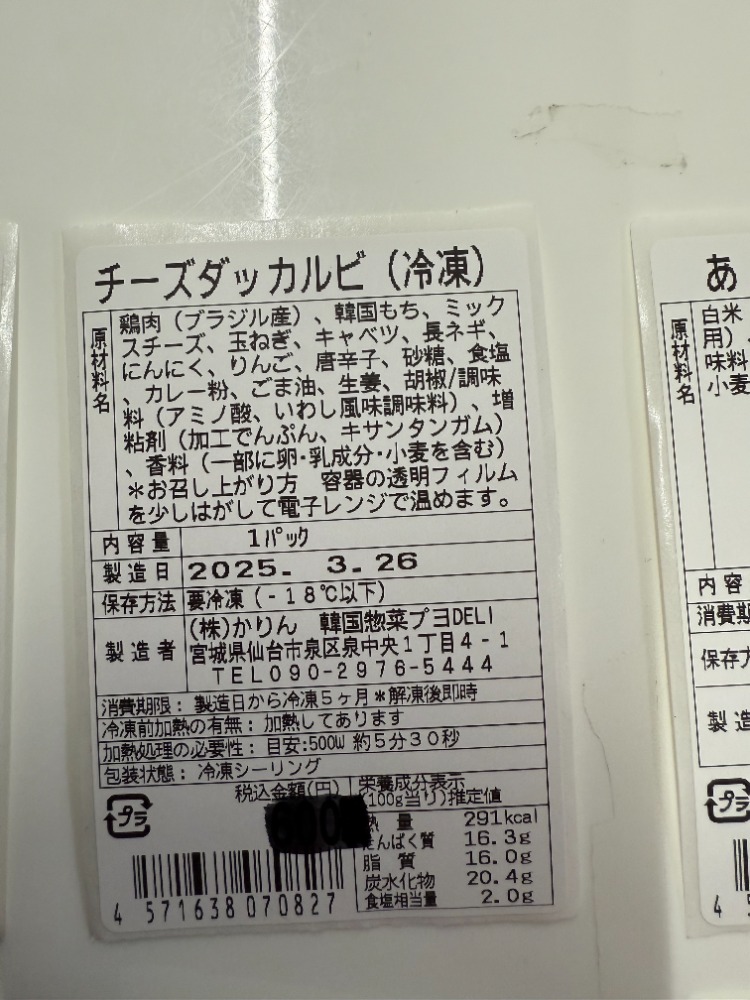 チーズダッカルビ（冷凍）
原材料名
鶏肉（ブラジル産）、韓国もち、ミック
スチーズ、玉ねぎ、キャベツ、長ネギ、
にんにく、りんご、唐辛子、砂糖、食塩
、カレー粉、ごま油、生姜、胡椒/調味
料（アミノ酸、いわし風味調味料）、増
粘剤（加工でんぷん、キサンタンガム）
、香料（一部に卵・乳成分・小麦を含む）
＊お召し上がり方　容器の透明フィルム
を少しはがして電子レンジで温めます。
内容量 1パック
製造日 2025. 3.26
保存方法 要冷凍（-18℃以下）
製造者
(株)かりん　韓国惣菜プヨDELI
宮城県仙台市泉区泉中央1丁目4-1
TEL090-2976-5444
消費期限：製造日から冷凍5ヶ月＊解凍後即時
冷凍前加熱の有無：加熱してあります
加熱処理の必要性：目安:500W 約5分30秒
包装状態：冷凍シーリング
税込金額(円)
プラ
4 571638 070827
栄養成分表示
(100g当り)推定値
熱量 291kcal
たんぱく質 16.3g
脂質 16.0g
炭水化物 20.4g
食塩相当量 2.0g
あ
原材料名
白米
用）、
味料
小麦
内容
消費期
保存方
製造
プラ
4